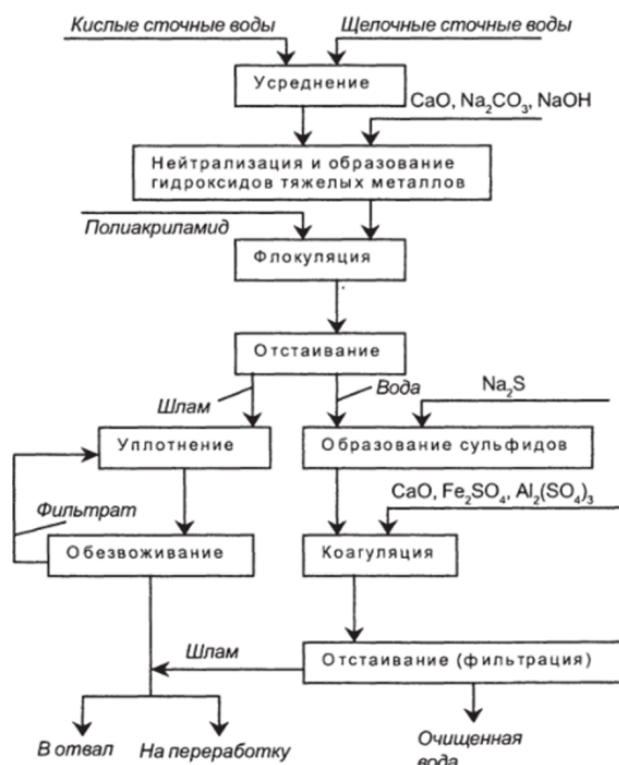 Кислые сточные воды
Щелочные сточные воды
Усреднение
CaO, Na₂CO₃, NaOH
Нейтрализация и образование
гидроксидов тяжелых металлов
Полиакриламид
Флокуляция
Отстаивание
Шлам
Вода
Na₂S
Уплотнение
Образование сульфидов
Фильтрат
CaO, Fe₂SO₄, Al₂(SO₄)₃
Обезвоживание
Коагуляция
Шлам
Отстаивание (фильтрация)
В отвал
На переработку
Очищенная
вода